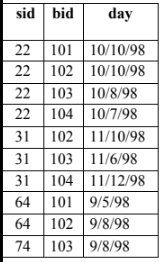 sid bid day
22 101 10/10/98
22 102 10/10/98
22 103 10/8/98
22 104 10/7/98
31 102 11/10/98
31 103 11/6/98
31 104 11/12/98
64 101 9/5/98
64 102 9/8/98
74 103 9/8/98